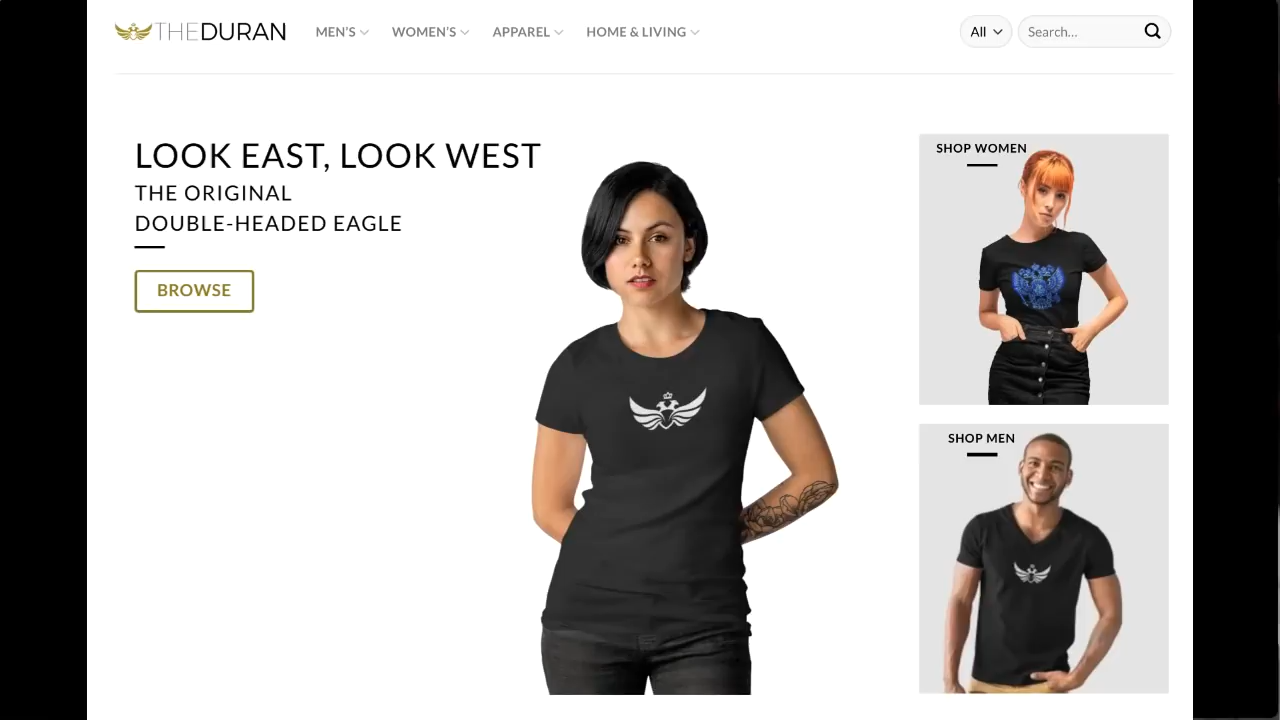 THEDURAN
MEN'S
WOMEN'S
APPAREL
HOME & LIVING
All
Search...
LOOK EAST, LOOK WEST
THE ORIGINAL
DOUBLE-HEADED EAGLE
BROWSE
SHOP WOMEN
SHOP MEN